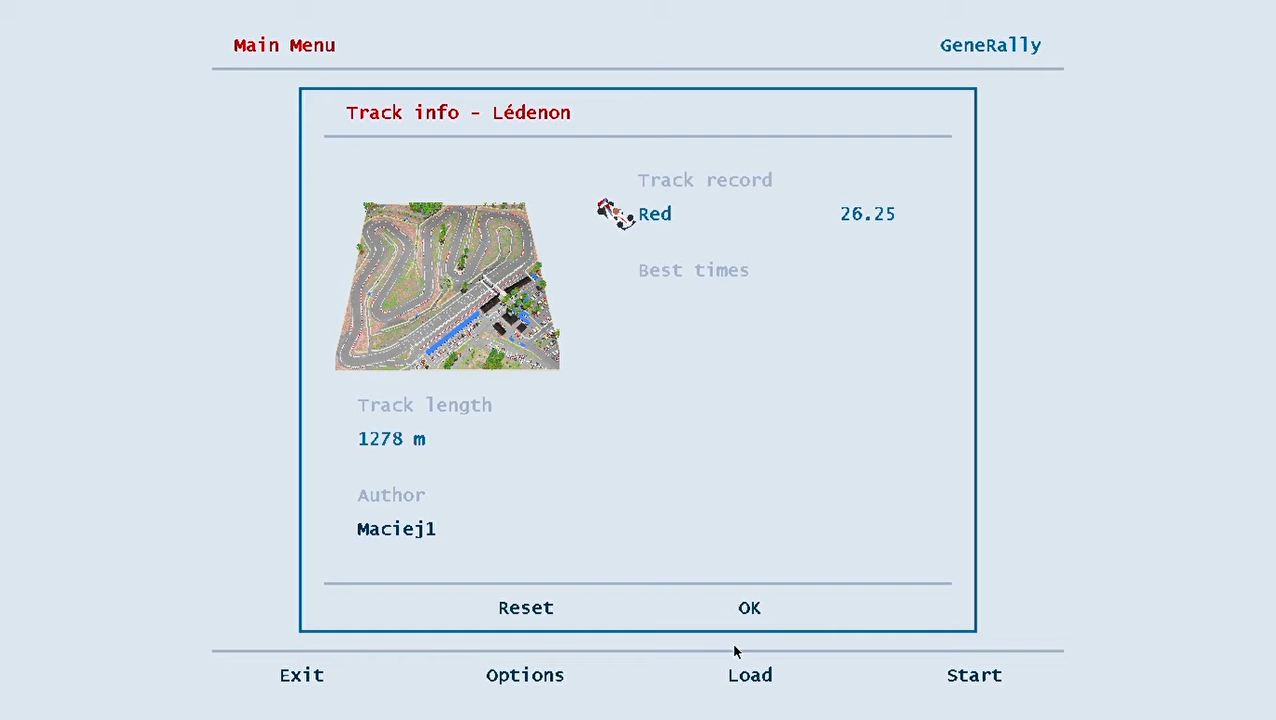 Main Menu
GeneRally
Track info - Lédenon
Track record
Red 26.25
Best times
Track length
1278 m
Author
Maciej1
Reset OK
Exit Options Load Start